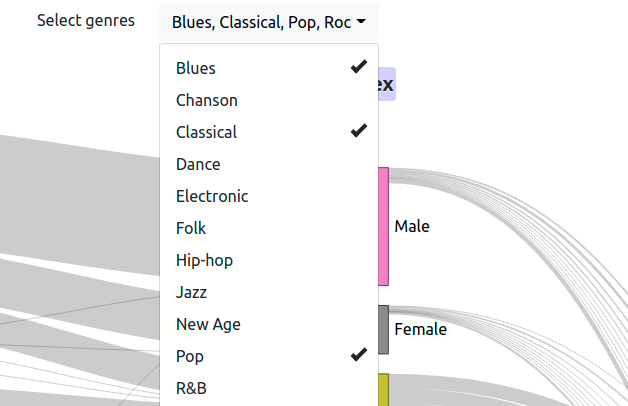 Select genres
Blues, Classical, Pop, Roc
Blues
ex
Chanson
Classical
Dance
Electronic
Folk
Male
Hip-hop
Jazz
New Age
Female
Pop
R&B